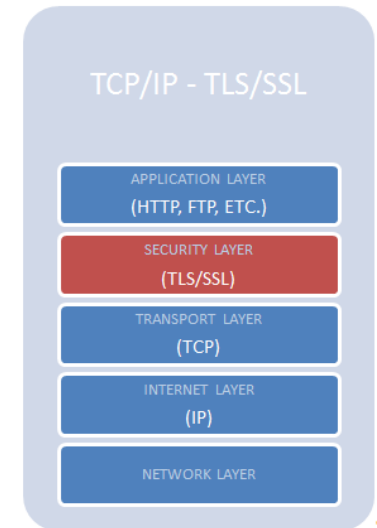 TCP/IP - TLS/SSL
APPLICATION LAYER
(HTTP, FTP, ETC.)
SECURITY LAYER
(TLS/SSL)
TRANSPORT LAYER
(TCP)
INTERNET LAYER
(IP)
NETWORK LAYER